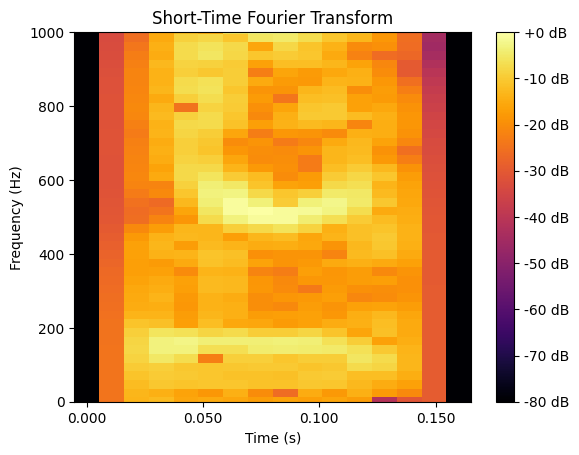 Short-Time Fourier Transform
1000
800
600
400
200
0
Frequency (Hz)
0.000
0.050
0.100
0.150
Time (s)
+0 dB
-10 dB
-20 dB
-30 dB
-40 dB
-50 dB
-60 dB
-70 dB
-80 dB